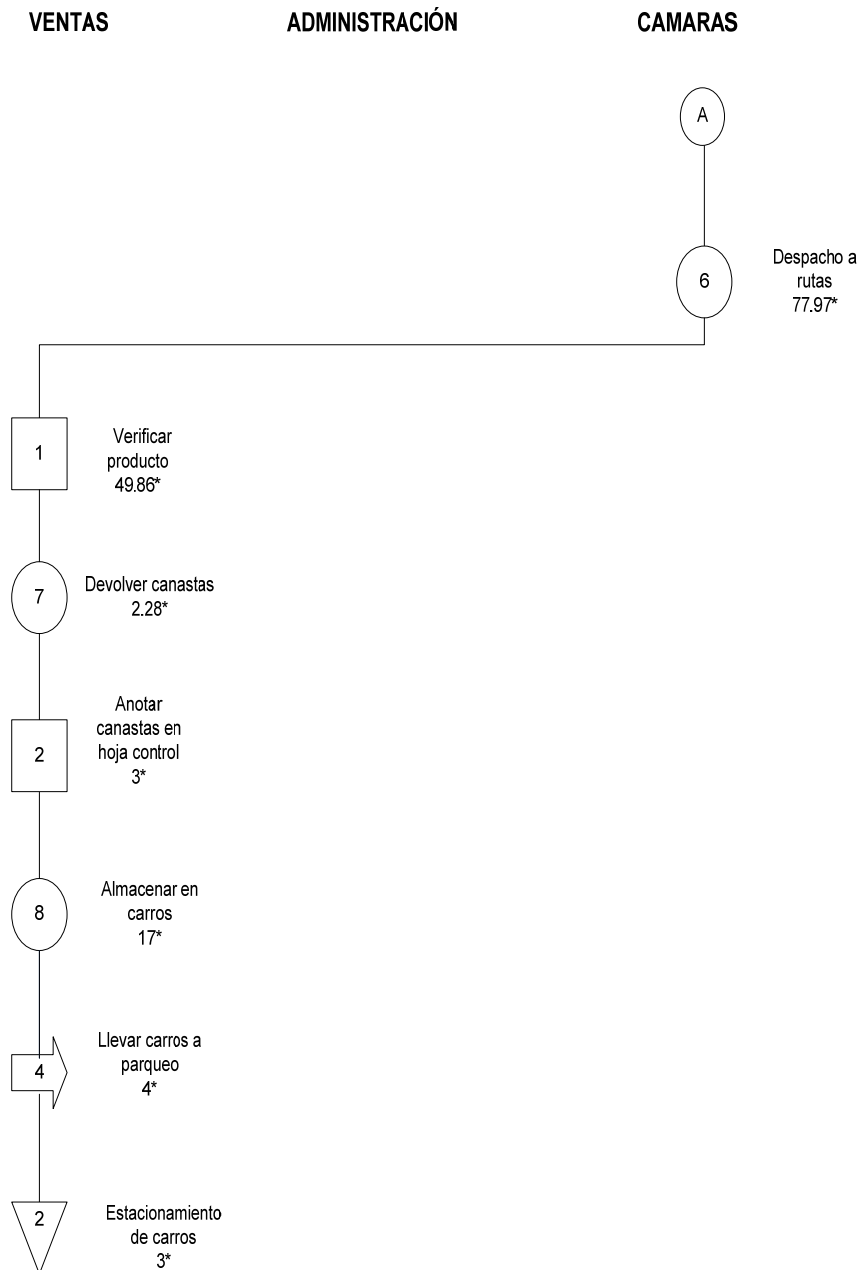 VENTAS ADMINISTRACIÓN CAMARAS
A
6
Despacho a
rutas
77.97*
1
Verificar
producto
49.86*
7
Devolver canastas
2.28*
2
Anotar
canastas en
hoja control
3*
8
Almacenar en
carros
17*
4
Llevar carros a
parqueo
4*
2
Estacionamiento
de carros
3*